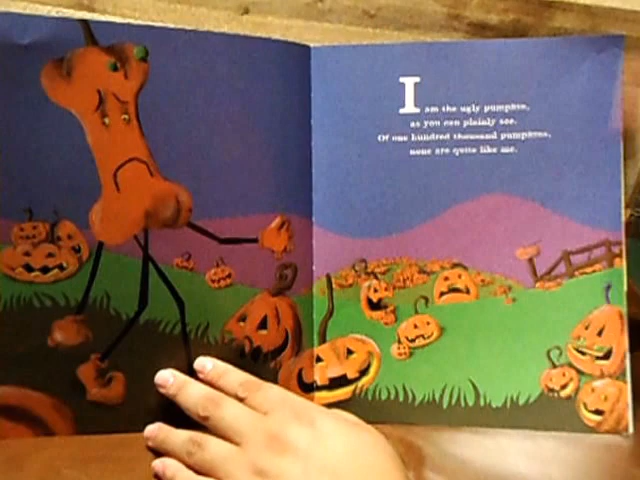 I am the ugly pumpkin,
as you can plainly see.
Of one hundred thousand pumpkins,
none are quite like me.